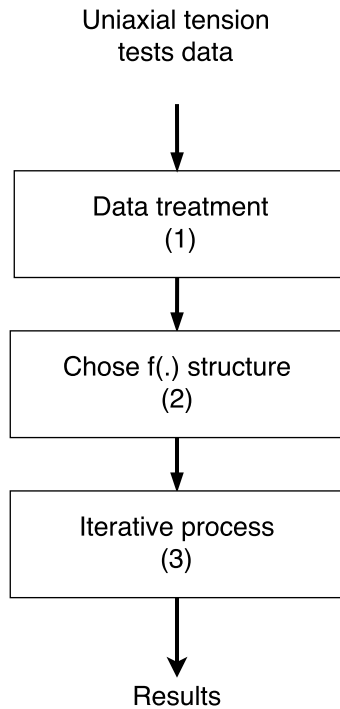 Uniaxial tension
tests data
Data treatment
(1)
Chose f(.) structure
(2)
Iterative process
(3)
Results